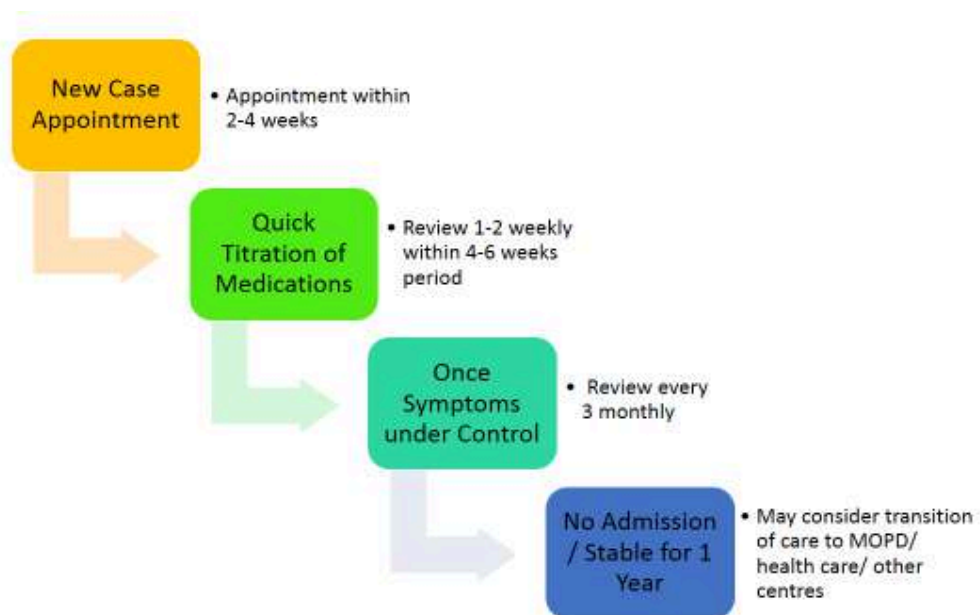 New Case
Appointment
• Appointment within
2-4 weeks
Quick
Titration of
Medications
• Review 1-2 weekly
within 4-6 weeks
period
Once
Symptoms
under Control
• Review every
3 monthly
No Admission
/ Stable for 1
Year
• May consider transition
of care to MOPD/
health care/ other
centres